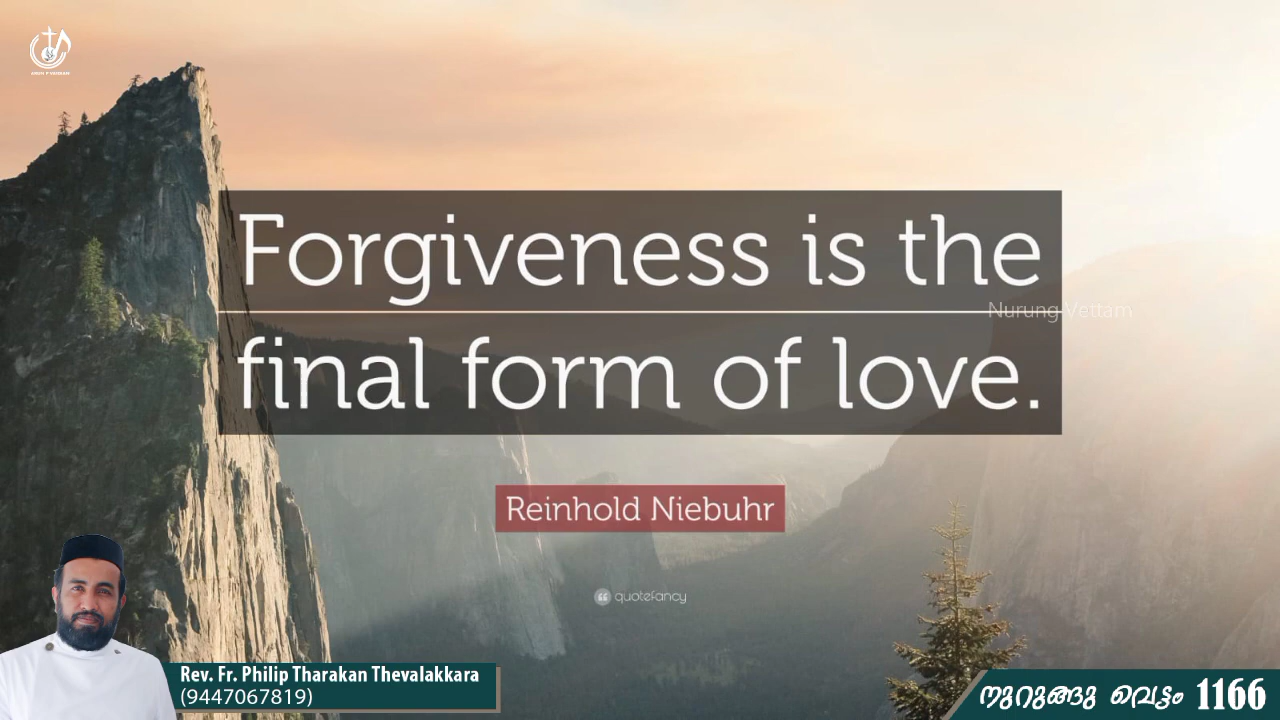 Forgiveness is the
Nurung Vettam
final form of love.
Reinhold Niebuhr
quotefancy
Rev. Fr. Philip Tharakan Thevalakkara
(9447067819)
നുറുങ്ങു വെട്ടം 1166